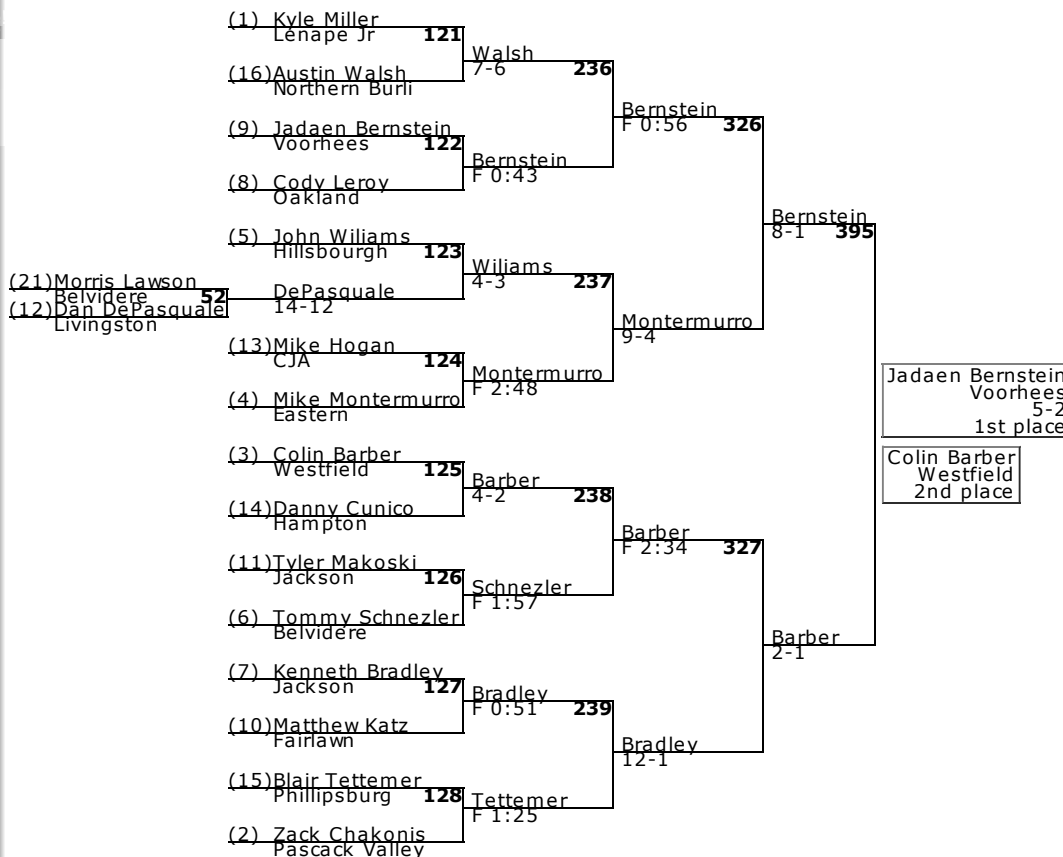 (1) Kyle Miller
Lenape Jr 121
(16) Austin Walsh
Northern Burli
Walsh
7-6 236
(9) Jadaen Bernstein
Voorhees 122
(8) Cody Leroy
Oakland
Bernstein
F 0:43
Bernstein
F 0:56 326
(5) John Wiliams
Hillsbourgh 123
(21) Morris Lawson
Belvidere 52
(12) Dan DePasquale
Livingston
DePasquale
14-12
Wiliams
4-3 237
(13) Mike Hogan
CJA 124
(4) Mike Montermurro
Eastern
Montermurro
F 2:48
Montermurro
9-4
Bernstein
8-1 395
(3) Colin Barber
Westfield 125
(14) Danny Cunico
Hampton
Barber
4-2 238
(11) Tyler Makoski
Jackson 126
(6) Tommy Schnezler
Belvidere
Schnezler
F 1:57
Barber
F 2:34 327
(7) Kenneth Bradley
Jackson 127
(10) Matthew Katz
Fairlawn
Bradley
F 0:51 239
(15) Blair Tettemer
Phillipsburg 128
(2) Zack Chakonis
Pascack Valley
Tettemer
F 1:25
Bradley
12-1
Barber
2-1
Jadaen Bernstein
Voorhees
5-2
1st place
Colin Barber
Westfield
2nd place